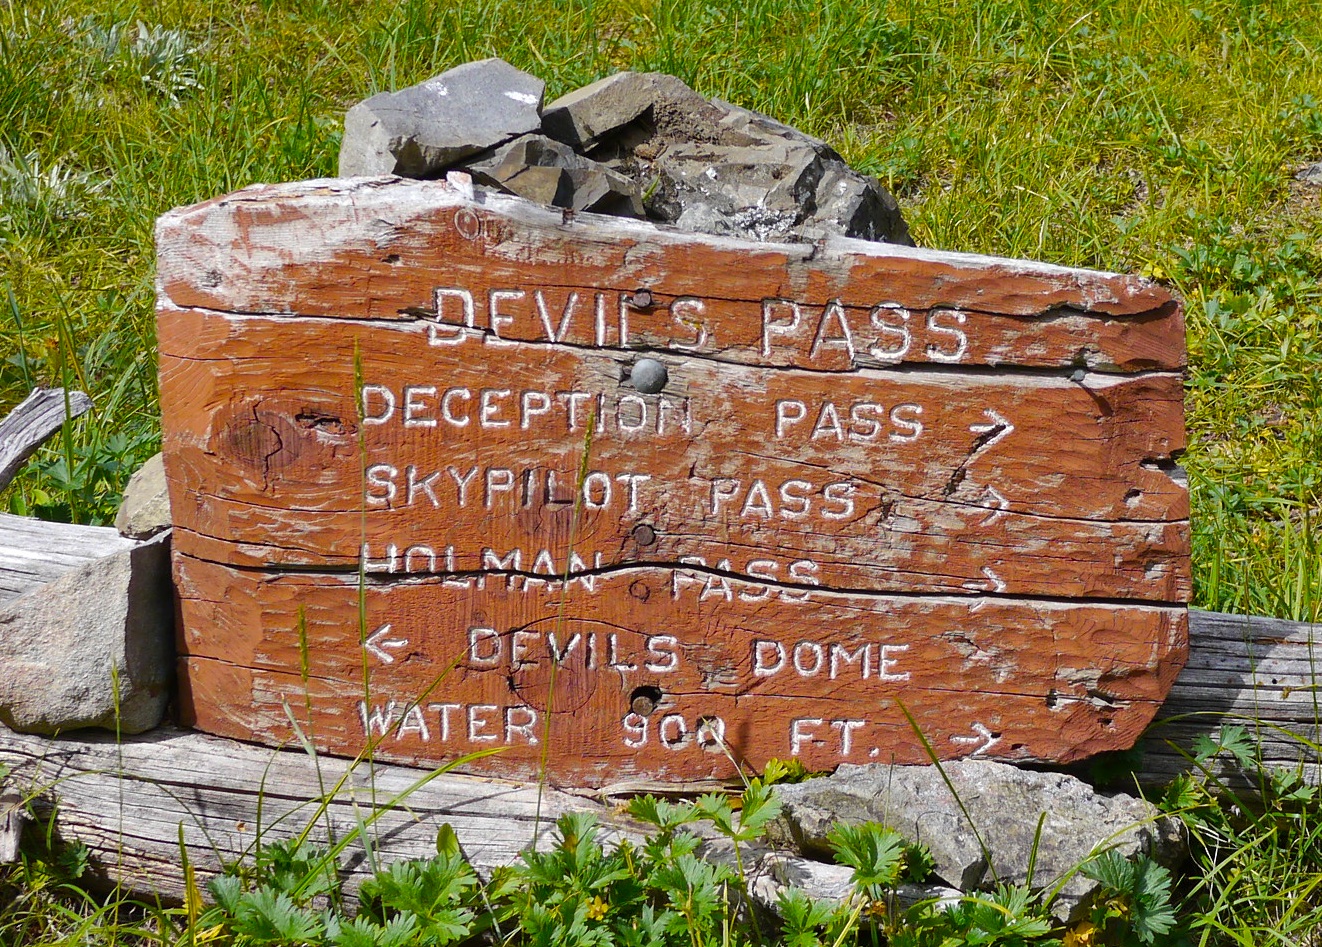 DEVILS PASS
DECEPTION PASS →
SKYPILOT PASS →
HOLMAN PASS →
← DEVILS DOME
WATER 900 FT. →